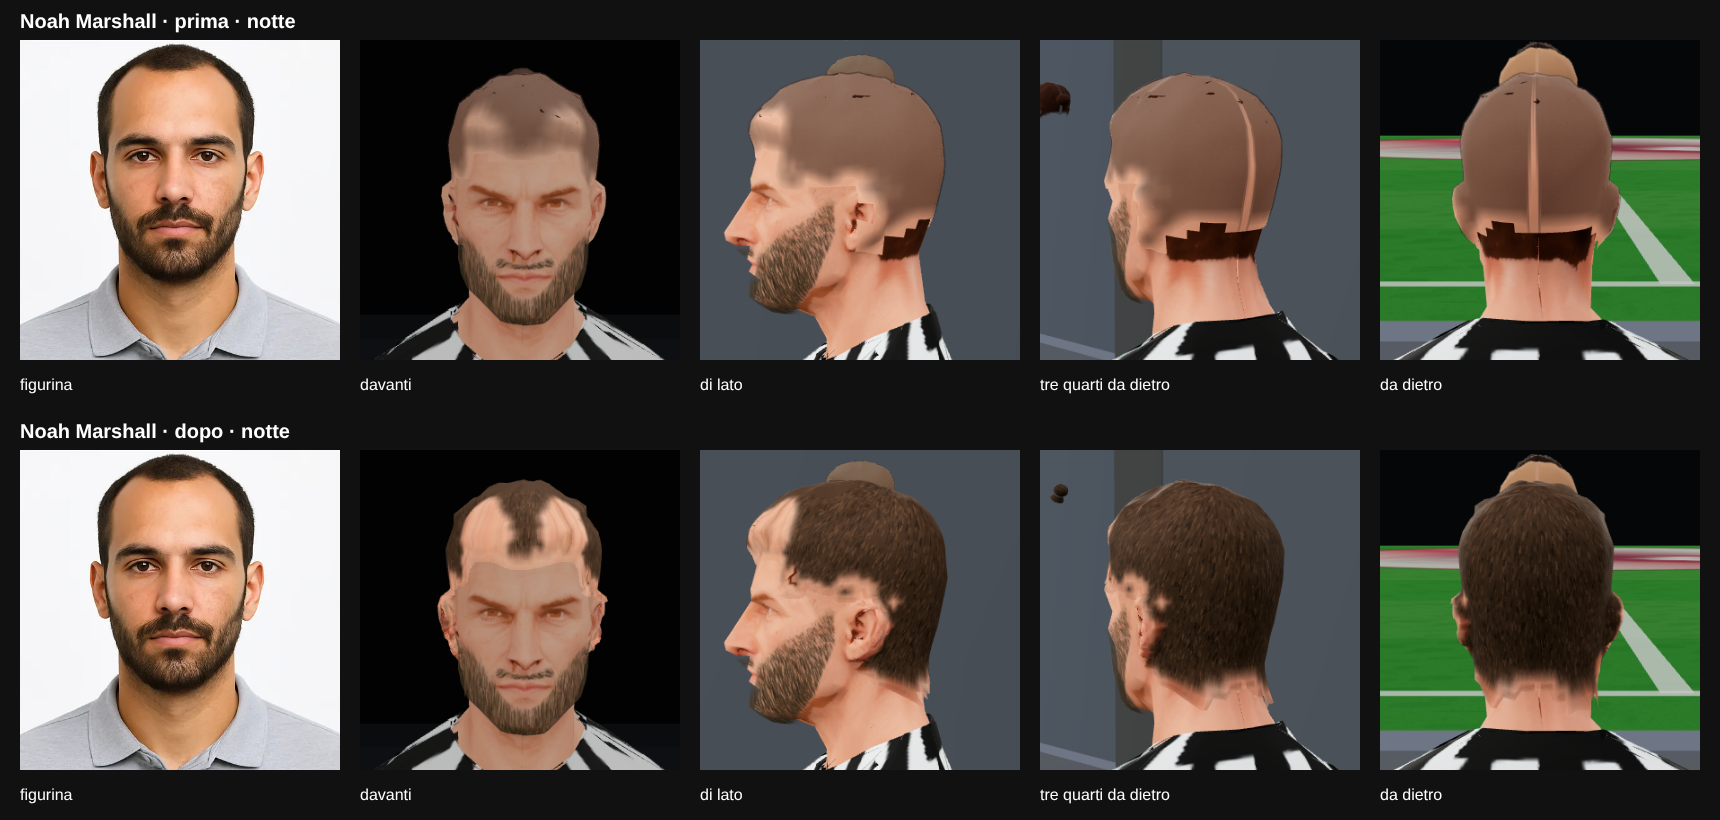 Noah Marshall · prima · notte
figurina
davanti
di lato
tre quarti da dietro
da dietro
Noah Marshall · dopo · notte
figurina
davanti
di lato
tre quarti da dietro
da dietro